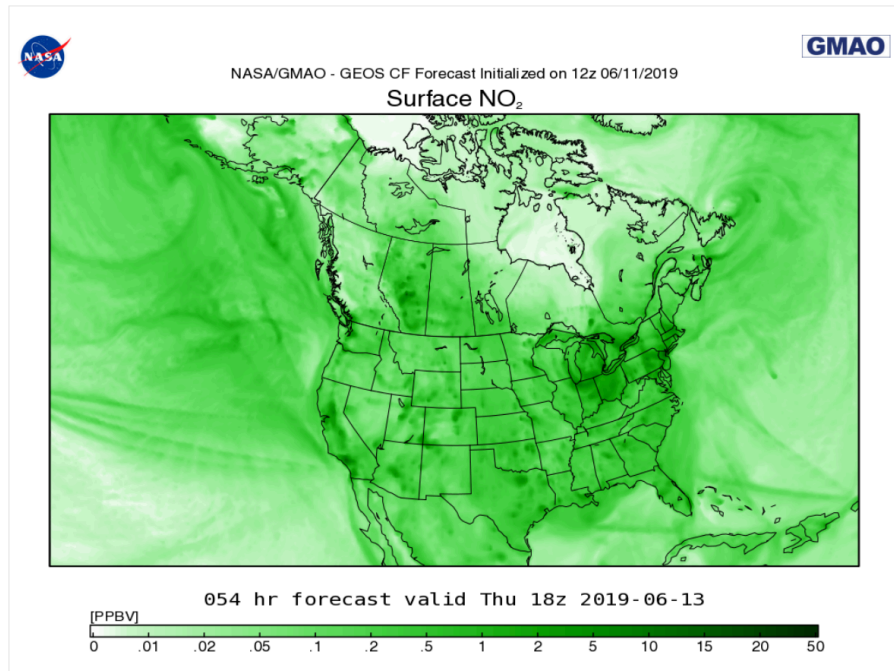 NASA
GMAO
NASA/GMAO - GEOS CF Forecast Initialized on 12z 06/11/2019
Surface NO₂
054 hr forecast valid Thu 18z 2019-06-13
[PPBV]
0 .01 .02 .05 .1 .2 .5 1 2 5 10 15 20 50